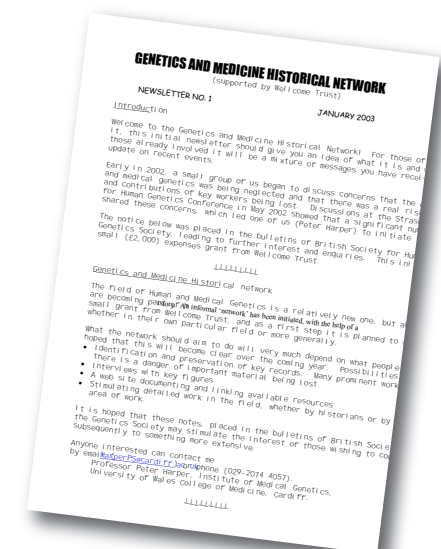 GENETICS AND MEDICINE HISTORICAL NETWORK
(supported by Wellcome Trust)
NEWSLETTER NO. 1
JANUARY 2003
Introduction
Welcome to the Genetics and Medicine Historical Network! For those of
it, this initial newsletter should give you an idea of what it is and
those already involved it will be a mixture of messages you have recei
update on recent events.
Early in 2002, a small group of us began to discuss concerns that the
and medical genetics was being neglected and that there was a real ris
and contributions of key workers being lost. Discussions at the Stras
for Human Genetics Conference in May 2002 showed that a significant nu
shared these concerns, which led one of us (Peter Harper) to initiate
The notice below was placed in the bulletins of British Society for Hu
Genetics Society, leading to further interest and enquiries. This ini
small (£2,000) expenses grant from Wellcome Trust.
Genetics and Medicine Historical network
The field of Human and Medical Genetics is a relatively new one, but a
are becoming part
An informal 'network' has been initiated, with the help of a
small grant from Wellcome Trust, and as a first step it is planned to
whether in their own particular field or more generally.
What the network should aim to do will very much depend on what people
hoped that this will become clear over the coming year. Possibilities
• Identification and preservation of key records. Many prominent work
there is a danger of important material being lost.
• Interviews with key figures
• A web site documenting and linking available resources
• Stimulating detailed work in the field, whether by historians or by
area of work.
It is hoped that these notes, placed in the bulletins of British Socie
the Genetics Society may stimulate the interest of those wishing to co
subsequently to something more extensive.
Anyone interested can contact me
by email HarperPS@cardiff.ac.uk phone (029-2074 4057).
Professor Peter Harper, Institute of Medical Genetics,
University of Wales College of Medicine, Cardiff.